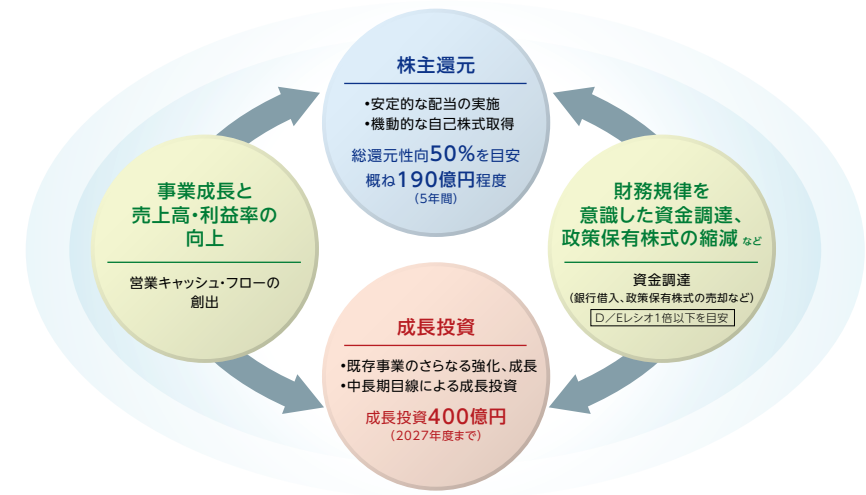 株主還元
•安定的な配当の実施
•機動的な自己株式取得
総還元性向50%を目安
概ね190億円程度
(5年間)
事業成長と
売上高・利益率の
向上
営業キャッシュ・フローの
創出
財務規律を
意識した資金調達、
政策保有株式の縮減 など
資金調達
(銀行借入、政策保有株式の売却など)
D/Eレシオ1倍以下を目安
成長投資
•既存事業のさらなる強化、成長
•中長期目線による成長投資
成長投資400億円
(2027年度まで)